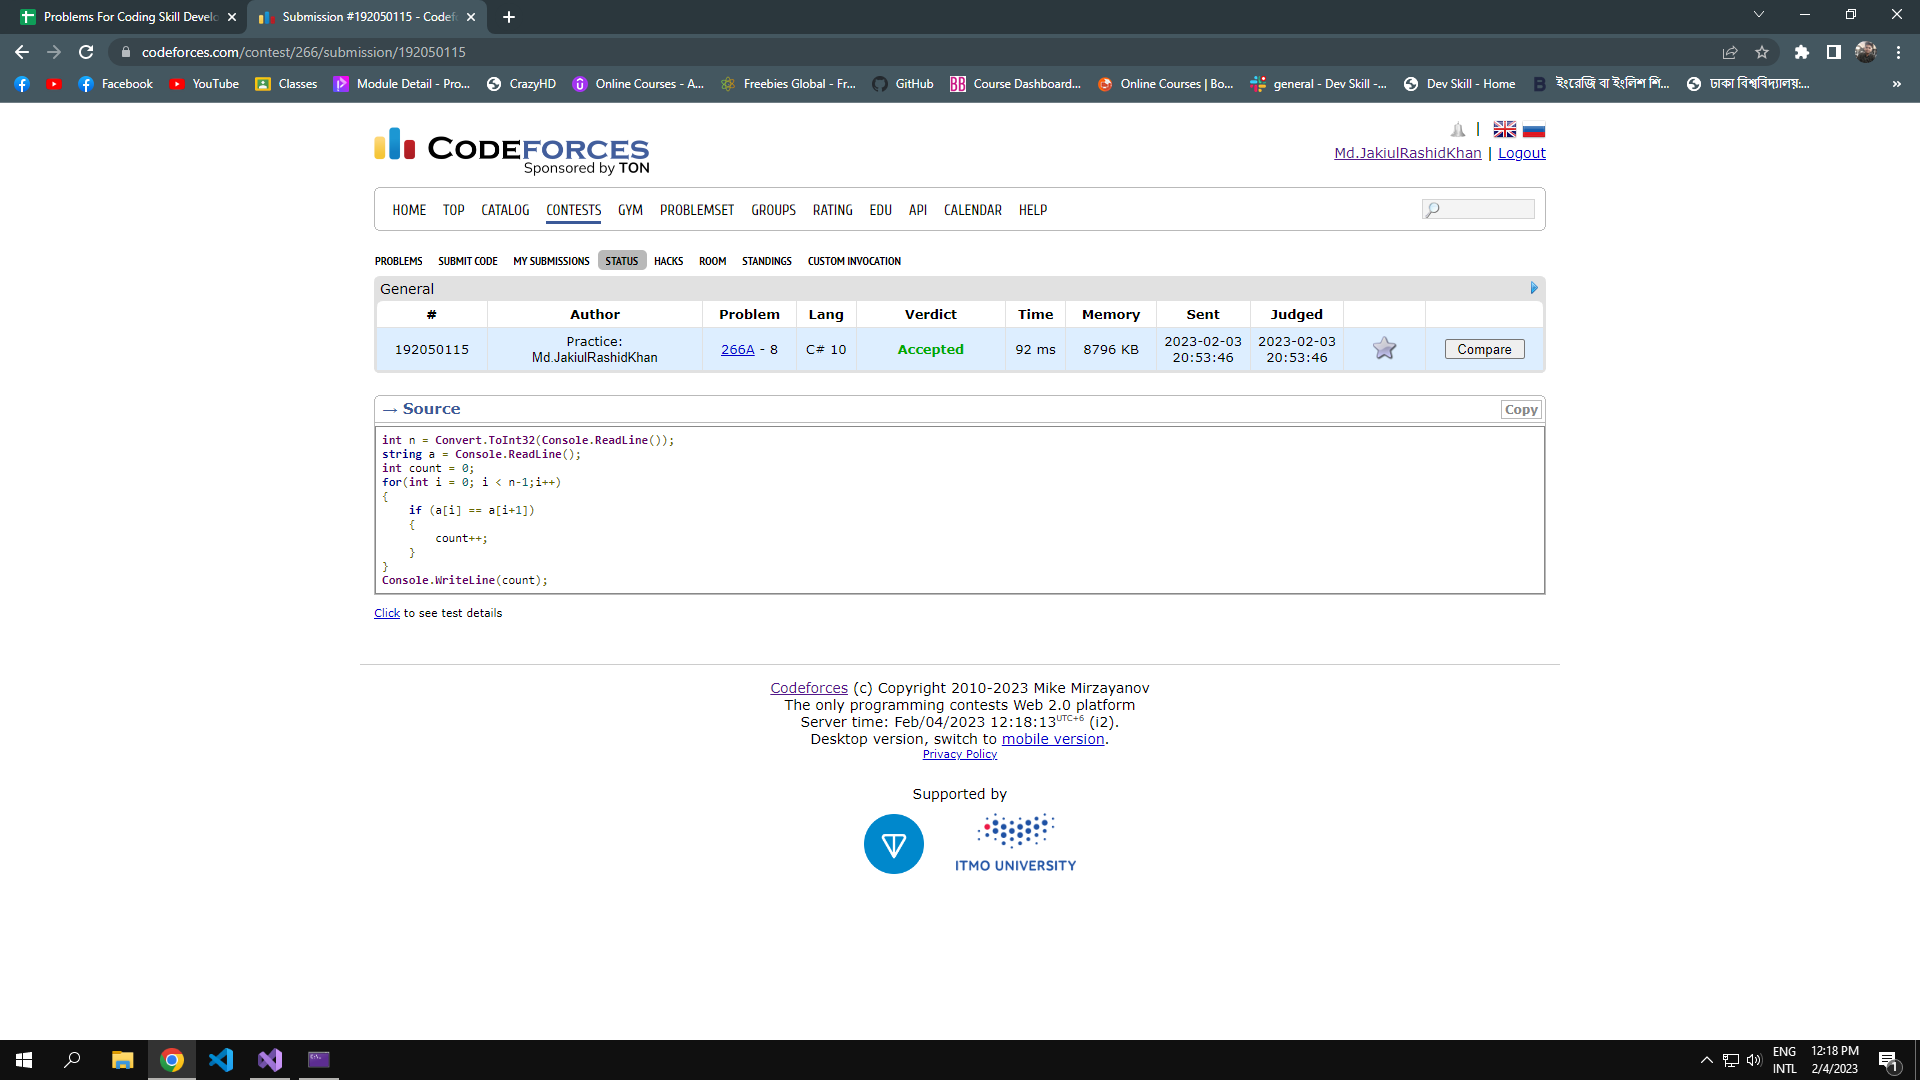 Problems For Coding Skill Develo
Submission #192050115 - Codef
codeforces.com/contest/266/submission/192050115
Facebook YouTube Classes Module Detail - Pro... CrazyHD Online Courses - A... Freebies Global - Fr... GitHub BB Course Dashboard... Online Courses | Bo... general - Dev Skill -... Dev Skill - Home ইংরেজি বা ইংলিশ শি... ঢাকা বিশ্ববিদ্যালয়:... »
CODEFORCES
Sponsored by TON
Md.JakiulRashidKhan | Logout
HOME TOP CATALOG CONTESTS GYM PROBLEMSET GROUPS RATING EDU API CALENDAR HELP
PROBLEMS SUBMIT CODE MY SUBMISSIONS STATUS HACKS ROOM STANDINGS CUSTOM INVOCATION
General
# Author Problem Lang Verdict Time Memory Sent Judged
192050115 Practice: Md.JakiulRashidKhan 266A - 8 C# 10 Accepted 92 ms 8796 KB 2023-02-03 20:53:46 2023-02-03 20:53:46 Compare
→ Source
Copy
int n = Convert.ToInt32(Console.ReadLine());
string a = Console.ReadLine();
int count = 0;
for(int i = 0; i < n-1;i++)
{
if (a[i] == a[i+1])
{
count++;
}
}
Console.WriteLine(count);
Click to see test details
Codeforces (c) Copyright 2010-2023 Mike Mirzayanov
The only programming contests Web 2.0 platform
Server time: Feb/04/2023 12:18:13UTC+6 (i2).
Desktop version, switch to mobile version.
Privacy Policy
Supported by
ITMO UNIVERSITY
ENG
INTL
12:18 PM
2/4/2023
1